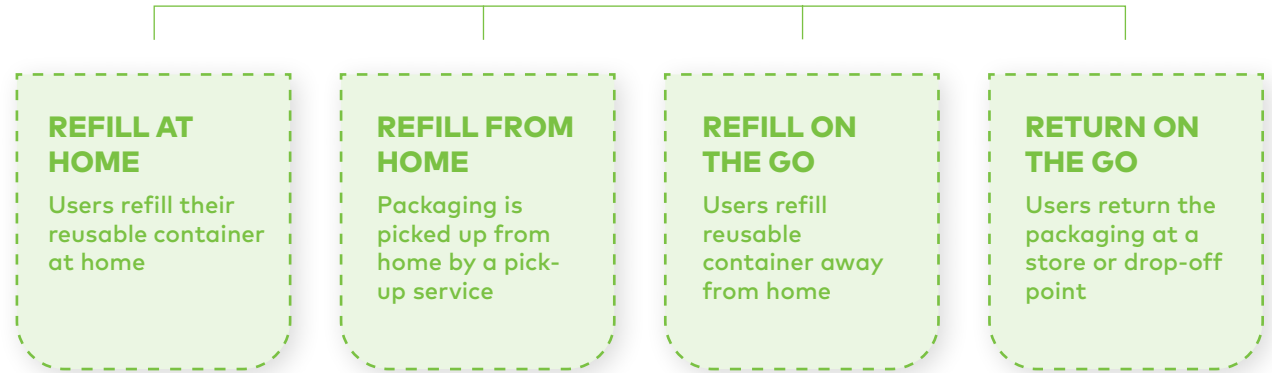 REFILL AT
HOME
Users refill their
reusable container
at home
REFILL FROM
HOME
Packaging is
picked up from
home by a pick-
up service
REFILL ON
THE GO
Users refill
reusable
container away
from home
RETURN ON
THE GO
Users return the
packaging at a
store or drop-off
point